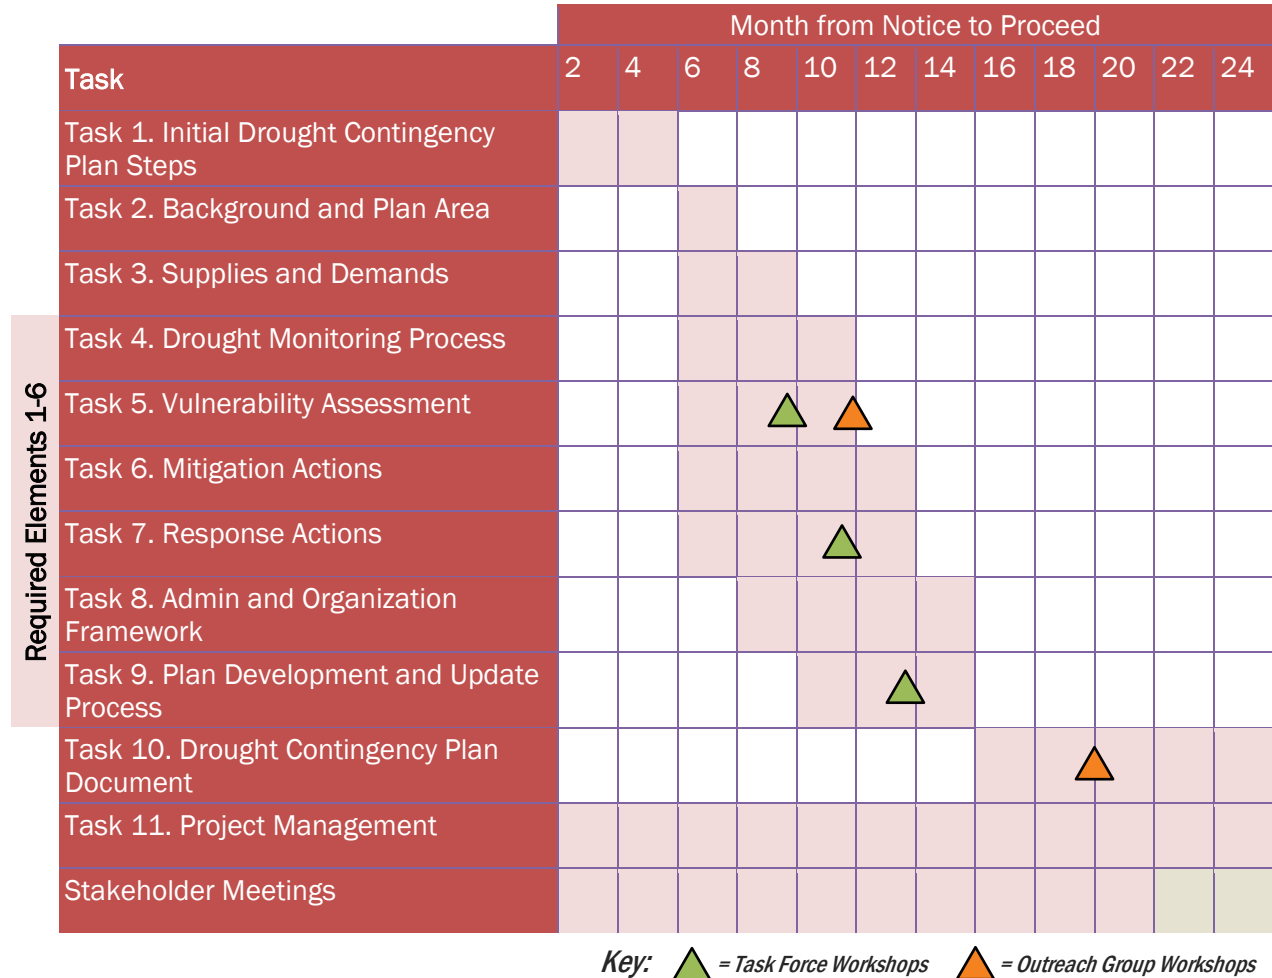 Month from Notice to Proceed
Task
2 4 6 8 10 12 14 16 18 20 22 24
Task 1. Initial Drought Contingency
Plan Steps
Task 2. Background and Plan Area
Task 3. Supplies and Demands
Required Elements 1-6
Task 4. Drought Monitoring Process
Task 5. Vulnerability Assessment
Task 6. Mitigation Actions
Task 7. Response Actions
Task 8. Admin and Organization
Framework
Task 9. Plan Development and Update
Process
Task 10. Drought Contingency Plan
Document
Task 11. Project Management
Stakeholder Meetings
Key: = Task Force Workshops = Outreach Group Workshops